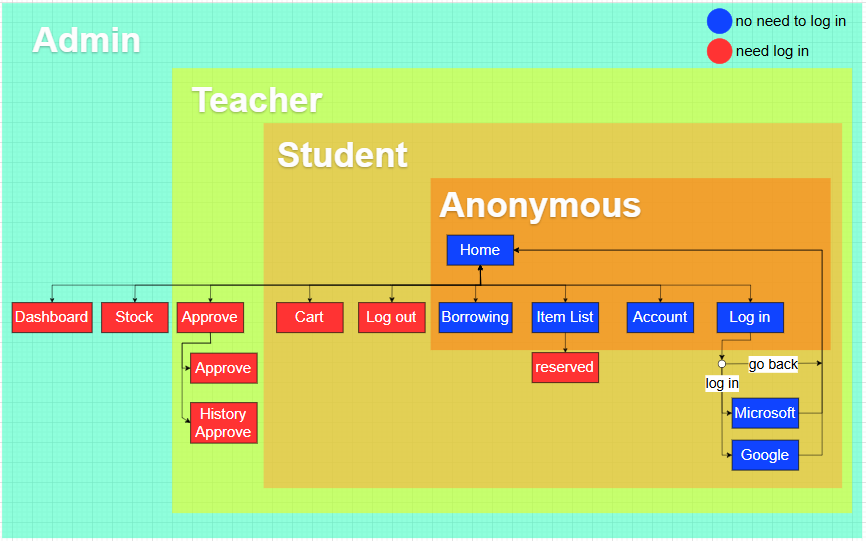 no need to log in
need log in
Admin
Teacher
Student
Anonymous
Home
Dashboard
Stock
Approve
Cart
Log out
Borrowing
Item List
Account
Log in
Approve
reserved
go back
log in
History
Approve
Microsoft
Google